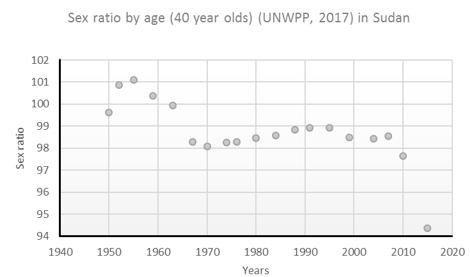 Sex ratio by age (40 year olds) (UNWPP, 2017) in Sudan
102
101
100
99
98
97
96
95
94
Sex ratio
1940 1950 1960 1970 1980 1990 2000 2010 2020
Years